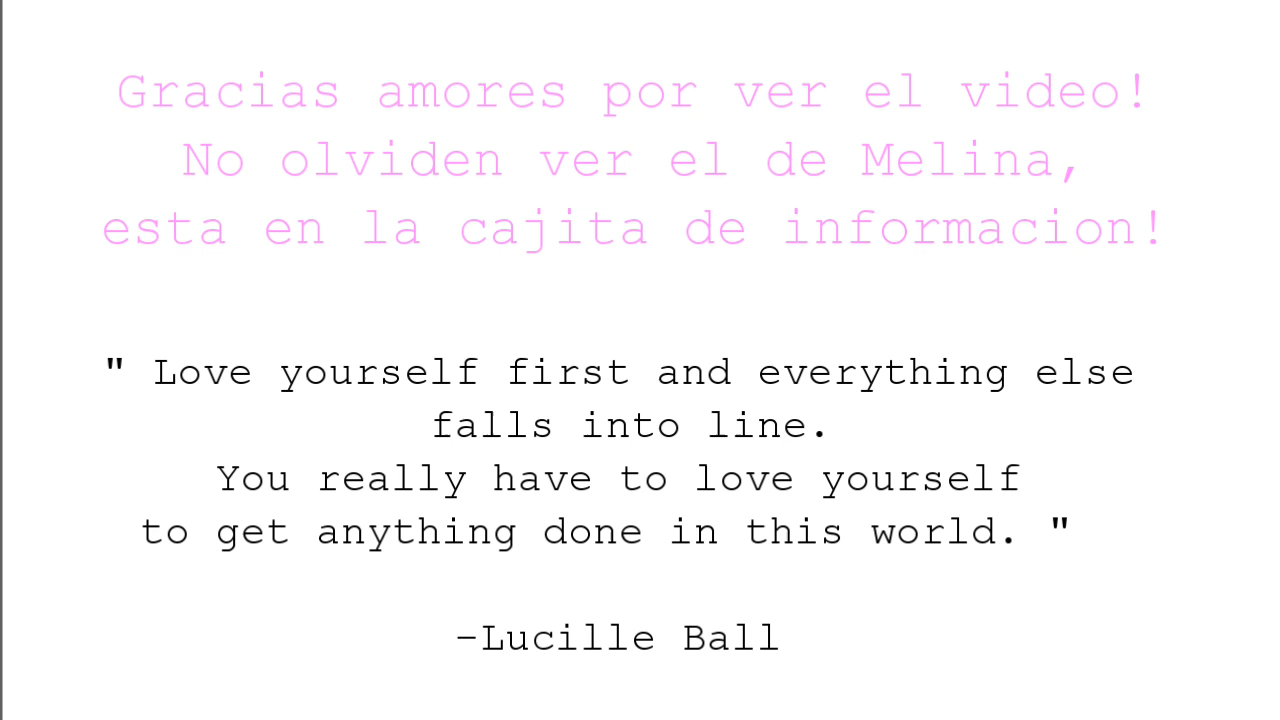 Gracias amores por ver el video!
No olviden ver el de Melina,
esta en la cajita de informacion!
" Love yourself first and everything else
falls into line.
You really have to love yourself
to get anything done in this world. "
-Lucille Ball